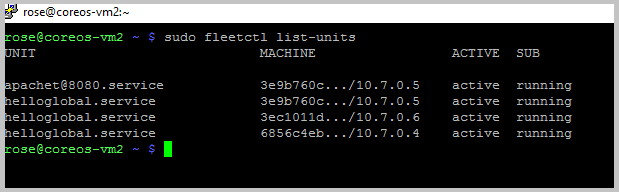 rose@coreos-vm2:~
rose@coreos-vm2 ~ $ sudo fleetctl list-units
UNIT MACHINE ACTIVE SUB
apachet@8080.service 3e9b760c.../10.7.0.5 active running
helloglobal.service 3e9b760c.../10.7.0.5 active running
helloglobal.service 3ec1011d.../10.7.0.6 active running
helloglobal.service 6856c4eb.../10.7.0.4 active running
rose@coreos-vm2 ~ $